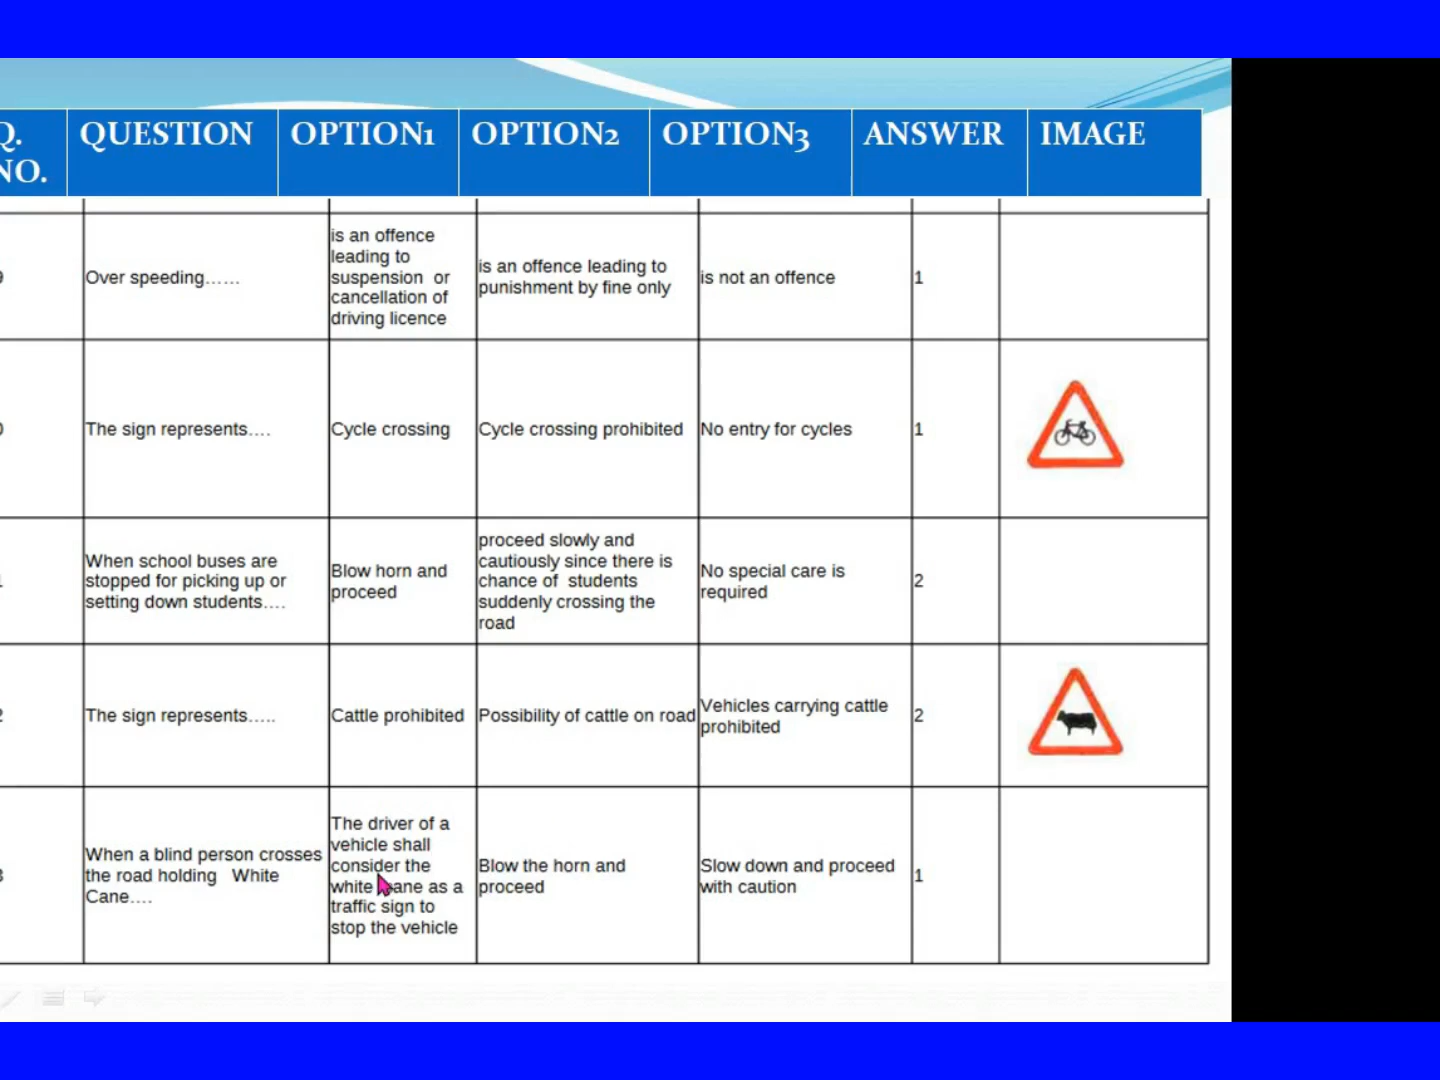 Q. QUESTION OPTION1 OPTION2 OPTION3 ANSWER IMAGE
NO.
9
Over speeding......
is an offence
leading to
suspension or
cancellation of
driving licence
is an offence leading to
punishment by fine only
is not an offence
1
0
The sign represents....
Cycle crossing
Cycle crossing prohibited
No entry for cycles
1
1
When school buses are
stopped for picking up or
setting down students....
Blow horn and
proceed
proceed slowly and
cautiously since there is
chance of students
suddenly crossing the
road
No special care is
required
2
2
The sign represents.....
Cattle prohibited
Possibility of cattle on road
Vehicles carrying cattle
prohibited
2
3
When a blind person crosses
the road holding White
Cane....
The driver of a
vehicle shall
consider the
white cane as a
traffic sign to
stop the vehicle
Blow the horn and
proceed
Slow down and proceed
with caution
1